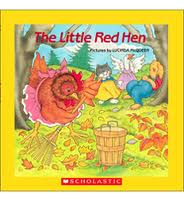 The Little Red Hen
Pictures by LUCINDA McQUEEN
SCHOLASTIC